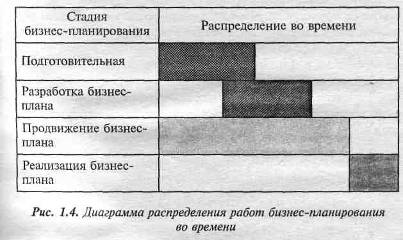 Стадия
бизнес-планирования
Распределение во времени
Подготовительная
Разработка бизнес-
плана
Продвижение бизнес-
плана
Реализация бизнес-
плана
Рис. 1.4. Диаграмма распределения работ бизнес-планирования
во времени